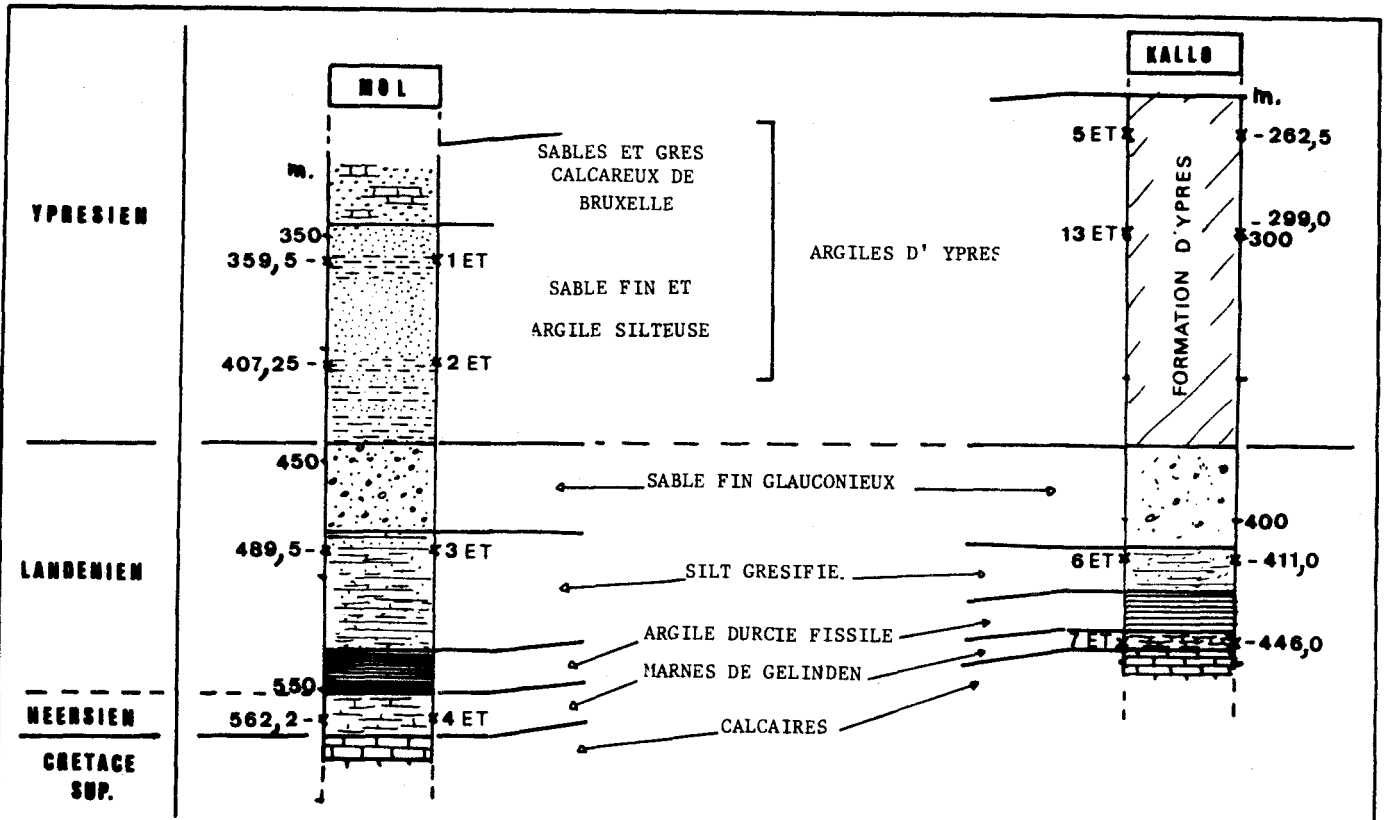 MOL
KALLO
m.
m.
5 ET
-262,5
SABLES ET GRES
CALCAREUX DE
BRUXELLE
YPRESIEN
350
359,5-
1 ET
ARGILES D' YPRES
13 ET
-299,0
300
FORMATION D'YPRES
SABLE FIN ET
ARGILE SILTEUSE
407,25-
2 ET
450
SABLE FIN GLAUCONIEUX
400
489,5-
3 ET
6 ET
-411,0
LANDENIEN
SILT GRESIFIE.
ARGILE DURCIE FISSILE
7 ET
-446,0
MARNES DE GELINDEN
550
HEERSIEN
562,2-
4 ET
CALCAIRES
CRETACE
SUP.